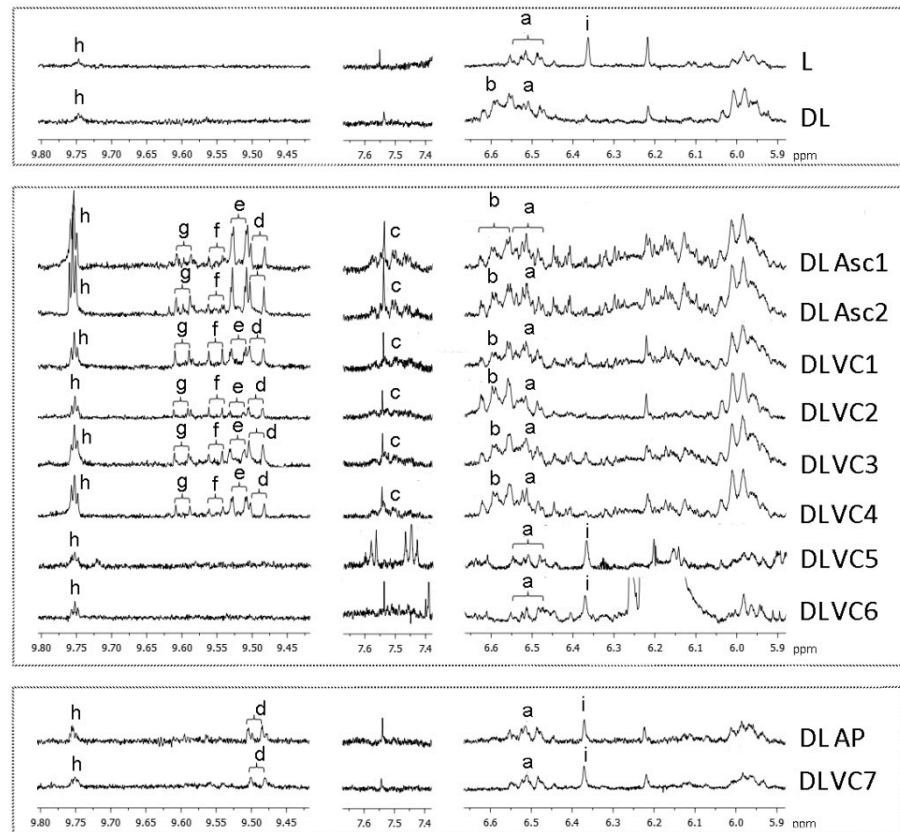 h a i L
h b a DL
9.80 9.75 9.70 9.65 9.60 9.55 9.50 9.45 7.5 7.4 6.6 6.5 6.4 6.3 6.2 6.1 6.0 5.9 ppm
h g f e d c b a DL Asc1
h g f e d c b a DL Asc2
h g f e d c b a DLVC1
h g f e d c b a DLVC2
h g f e d c b a DLVC3
h g f e d c b a DLVC4
h a i DLVC5
h a i DLVC6
9.80 9.75 9.70 9.65 9.60 9.55 9.50 9.45 7.5 7.4 6.6 6.5 6.4 6.3 6.2 6.1 6.0 5.9 ppm
h d a i DL AP
h d a i DLVC7
9.80 9.75 9.70 9.65 9.60 9.55 9.50 9.45 7.5 7.4 6.6 6.5 6.4 6.3 6.2 6.1 6.0 5.9 ppm